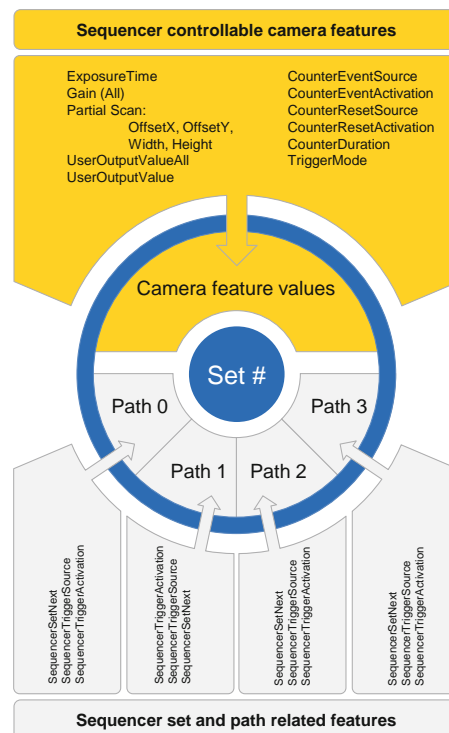 Sequencer controllable camera features
ExposureTime
Gain (All)
Partial Scan:
OffsetX, OffsetY,
Width, Height
UserOutputValueAll
UserOutputValue
CounterEventSource
CounterEventActivation
CounterResetSource
CounterResetActivation
CounterDuration
TriggerMode
Camera feature values
Set #
Path 0
Path 1
Path 2
Path 3
SequencerSetNext
SequencerTriggerSource
SequencerTriggerActivation
SequencerTriggerActivation
SequencerTriggerSource
SequencerSetNext
SequencerSetNext
SequencerTriggerSource
SequencerTriggerActivation
SequencerSetNext
SequencerTriggerSource
SequencerTriggerActivation
Sequencer set and path related features